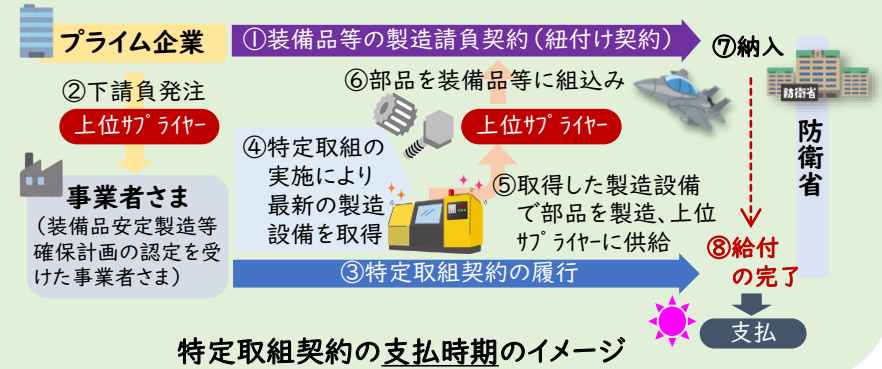 プライム企業
①装備品等の製造請負契約(紐付け契約)
⑦納入
防衛省
防衛省
②下請負発注
上位ｻﾌﾟﾗｲﾔｰ
⑥部品を装備品等に組込み
上位ｻﾌﾟﾗｲﾔｰ
④特定取組の
実施により
最新の製造
設備を取得
⑤取得した製造設備
で部品を製造、上位
ｻﾌﾟﾗｲﾔｰに供給
事業者さま
(装備品安定製造等
確保計画の認定を受
けた事業者さま)
③特定取組契約の履行
⑧給付
の完了
支払
特定取組契約の支払時期のイメージ